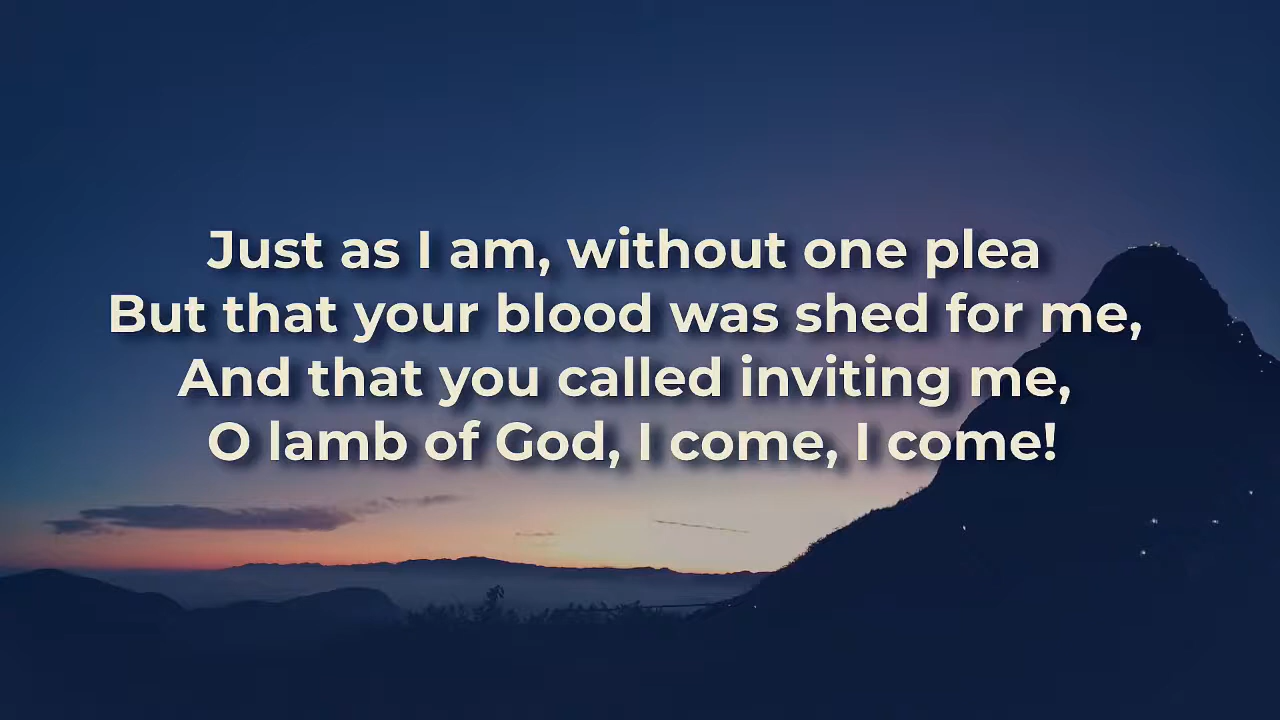 Just as I am, without one plea
But that your blood was shed for me,
And that you called inviting me,
O lamb of God, I come, I come!